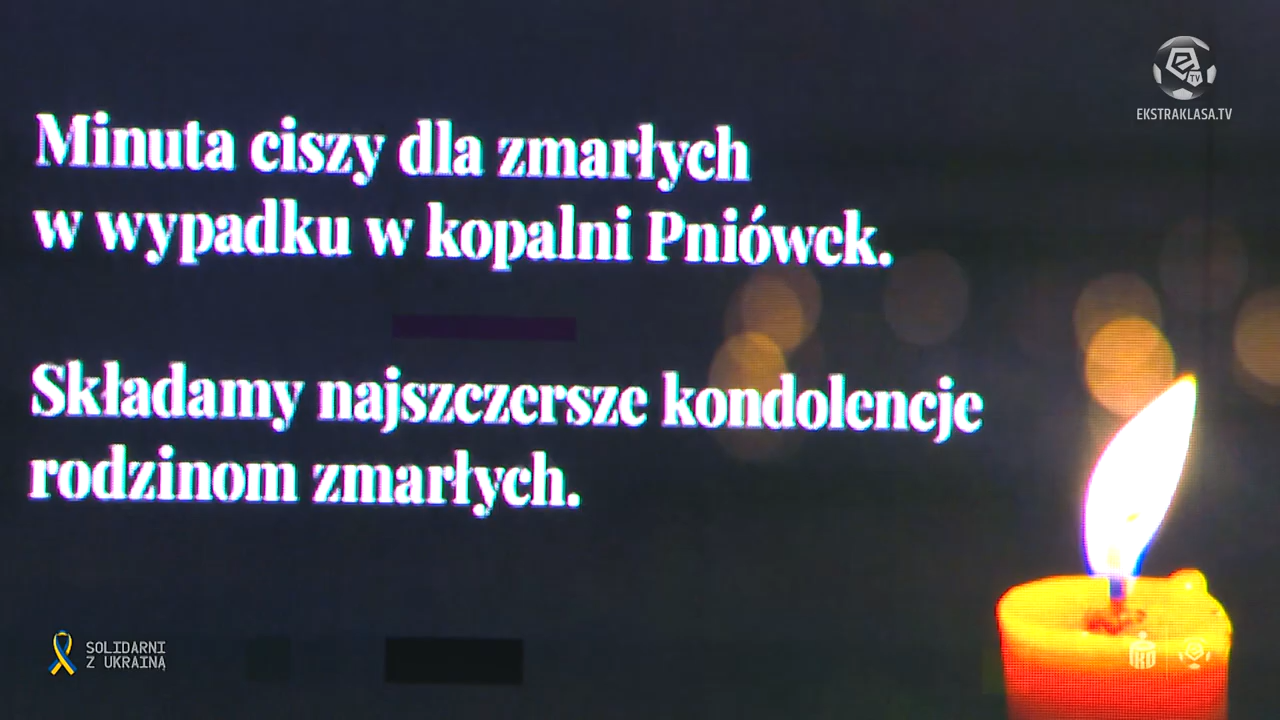 EKSTRAKLASA.TV
Minuta ciszy dla zmarłych
w wypadku w kopalni Pniówek.
Składamy najszczersze kondolencje
rodzinom zmarłych.
SOLIDARNI
Z UKRAINĄ